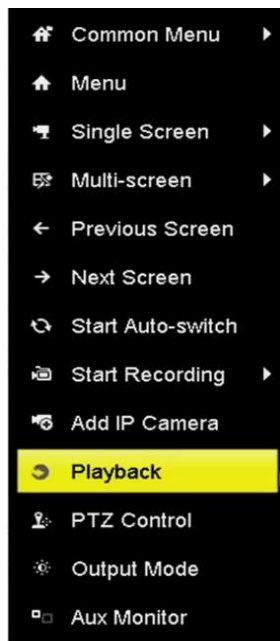 Common Menu
Menu
Single Screen
Multi-screen
Previous Screen
Next Screen
Start Auto-switch
Start Recording
Add IP Camera
Playback
PTZ Control
Output Mode
Aux Monitor